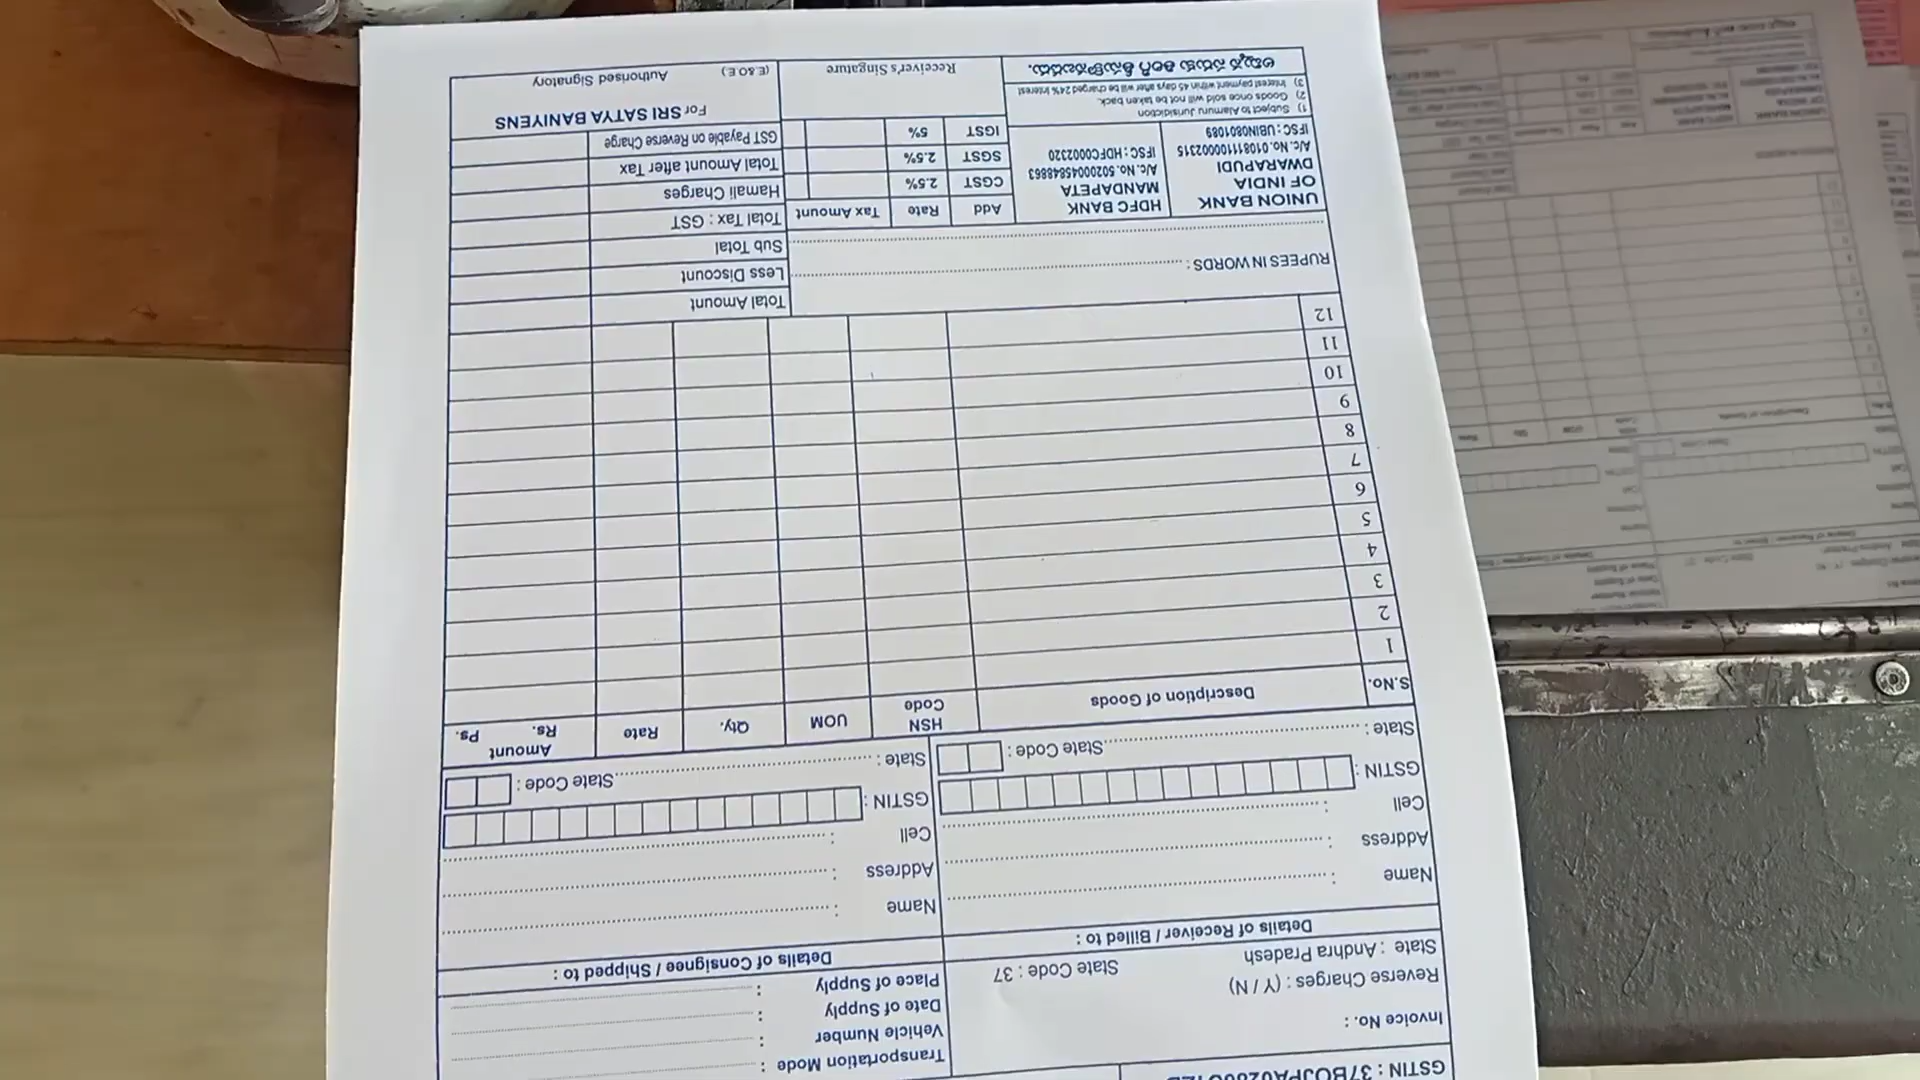 GSTIN : 37BOJPA0280
Invoice No. :
Reverse Charges : (Y / N)
State : Andhra Pradesh State Code : 37
Transportation Mode :
Vehicle Number :
Date of Supply :
Place of Supply :
Details of Receiver / Billed to :
Name :
Address :
Cell :
GSTIN :
State : State Code :
Details of Consignee / Shipped to :
Name :
Address :
Cell :
GSTIN :
State : State Code :
S.No. Description of Goods HSN Code UOM Qty. Rate Amount Rs. Ps.
1
2
3
4
5
6
7
8
9
10
11
12
RUPEES IN WORDS :
Total Amount
Less Discount
Sub Total
Total Tax : GST
Hamali Charges
Total Amount after Tax
GST Payable on Reverse Charge
UNION BANK
OF INDIA
DWARAPUDI
A/c. No. 010811100002315
IFSC : UBIN0801089
HDFC BANK
MANDAPETA
A/c. No. 50200045848863
IFSC : HDFC0002320
Add Rate Tax Amount
CGST 2.5%
SGST 2.5%
IGST 5%
1) Subject to Alamuru Jurisdiction
2) Goods once sold will not be taken back.
3) Interest payment within 45 days after will be charged 24% Interest
అమ్మిన సరుకు తిరిగి తీసుకొనబడదు.
Receiver's Singature
For SRI SATYA BANIYENS
(E & O E) Authorised Signatory